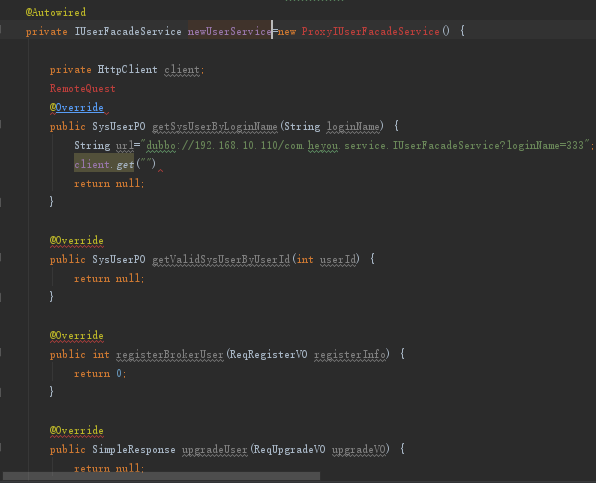 @Autowired
private IUserFacadeService newUserService=new ProxyIUserFacadeService() {
private HttpClient client;
RemoteQuest
@Override
public SysUserPO getSysUserByLoginName(String loginName) {
String url="dubbo://192.168.10.110/com.heyou.service.IUserFacadeService?loginName=333";
client.get("")
return null;
}
@Override
public SysUserPO getValidSysUserByUserId(int userId) {
return null;
}
@Override
public int registerBrokerUser(ReqRegisterVO registerInfo) {
return 0;
}
@Override
public SimpleResponse upgradeUser(ReqUpgradeVO upgradeVO) {
return null;